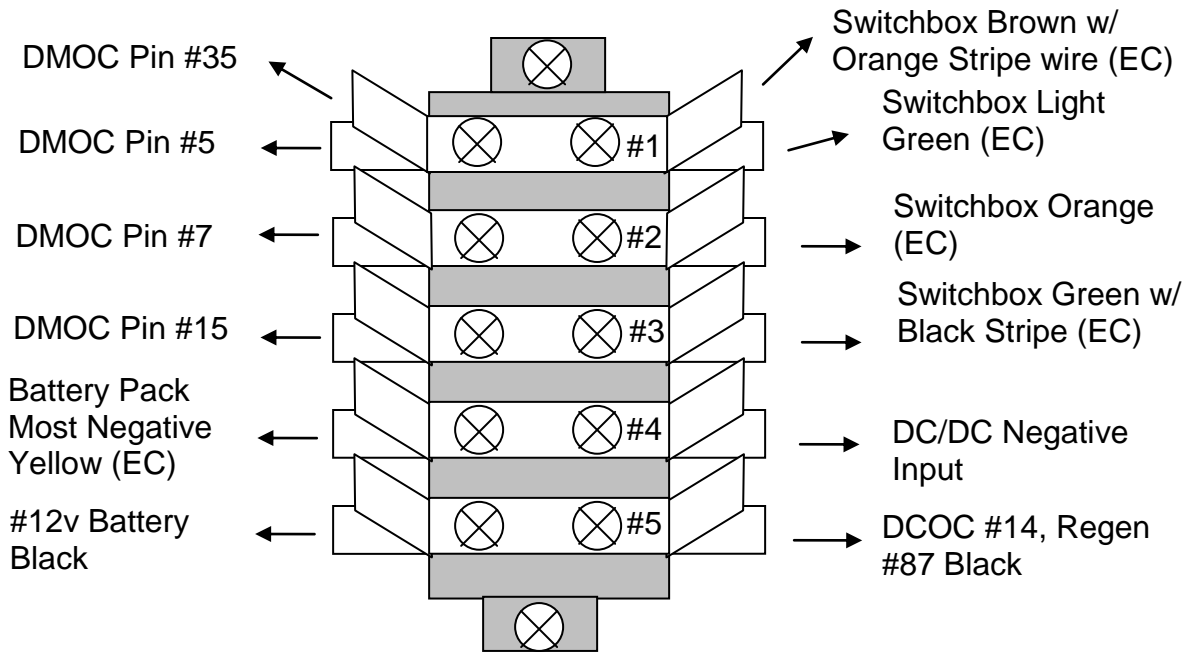 DMOC Pin #35
DMOC Pin #5
DMOC Pin #7
DMOC Pin #15
Battery Pack
Most Negative
Yellow (EC)
#12v Battery
Black
#1
#2
#3
#4
#5
Switchbox Brown w/
Orange Stripe wire (EC)
Switchbox Light
Green (EC)
Switchbox Orange
(EC)
Switchbox Green w/
Black Stripe (EC)
DC/DC Negative
Input
DCOC #14, Regen
#87 Black